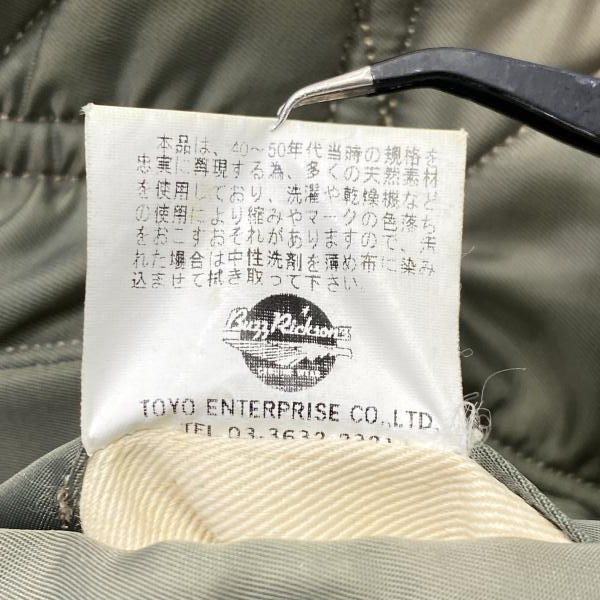 本品は、40〜50年代当時の規格を
忠実に再現する為、多くの天然素材
を使用しており、洗濯や乾燥機など
の使用により縮みやマークの色落ち
をこすおそれがありますので、汚
れた場合は中性洗剤を薄め布に染み
込ませて拭き取って下さい。
Buzz Rickson's
TOYO ENTERPRISE CO.,LTD.
TEL 03-3632-2321